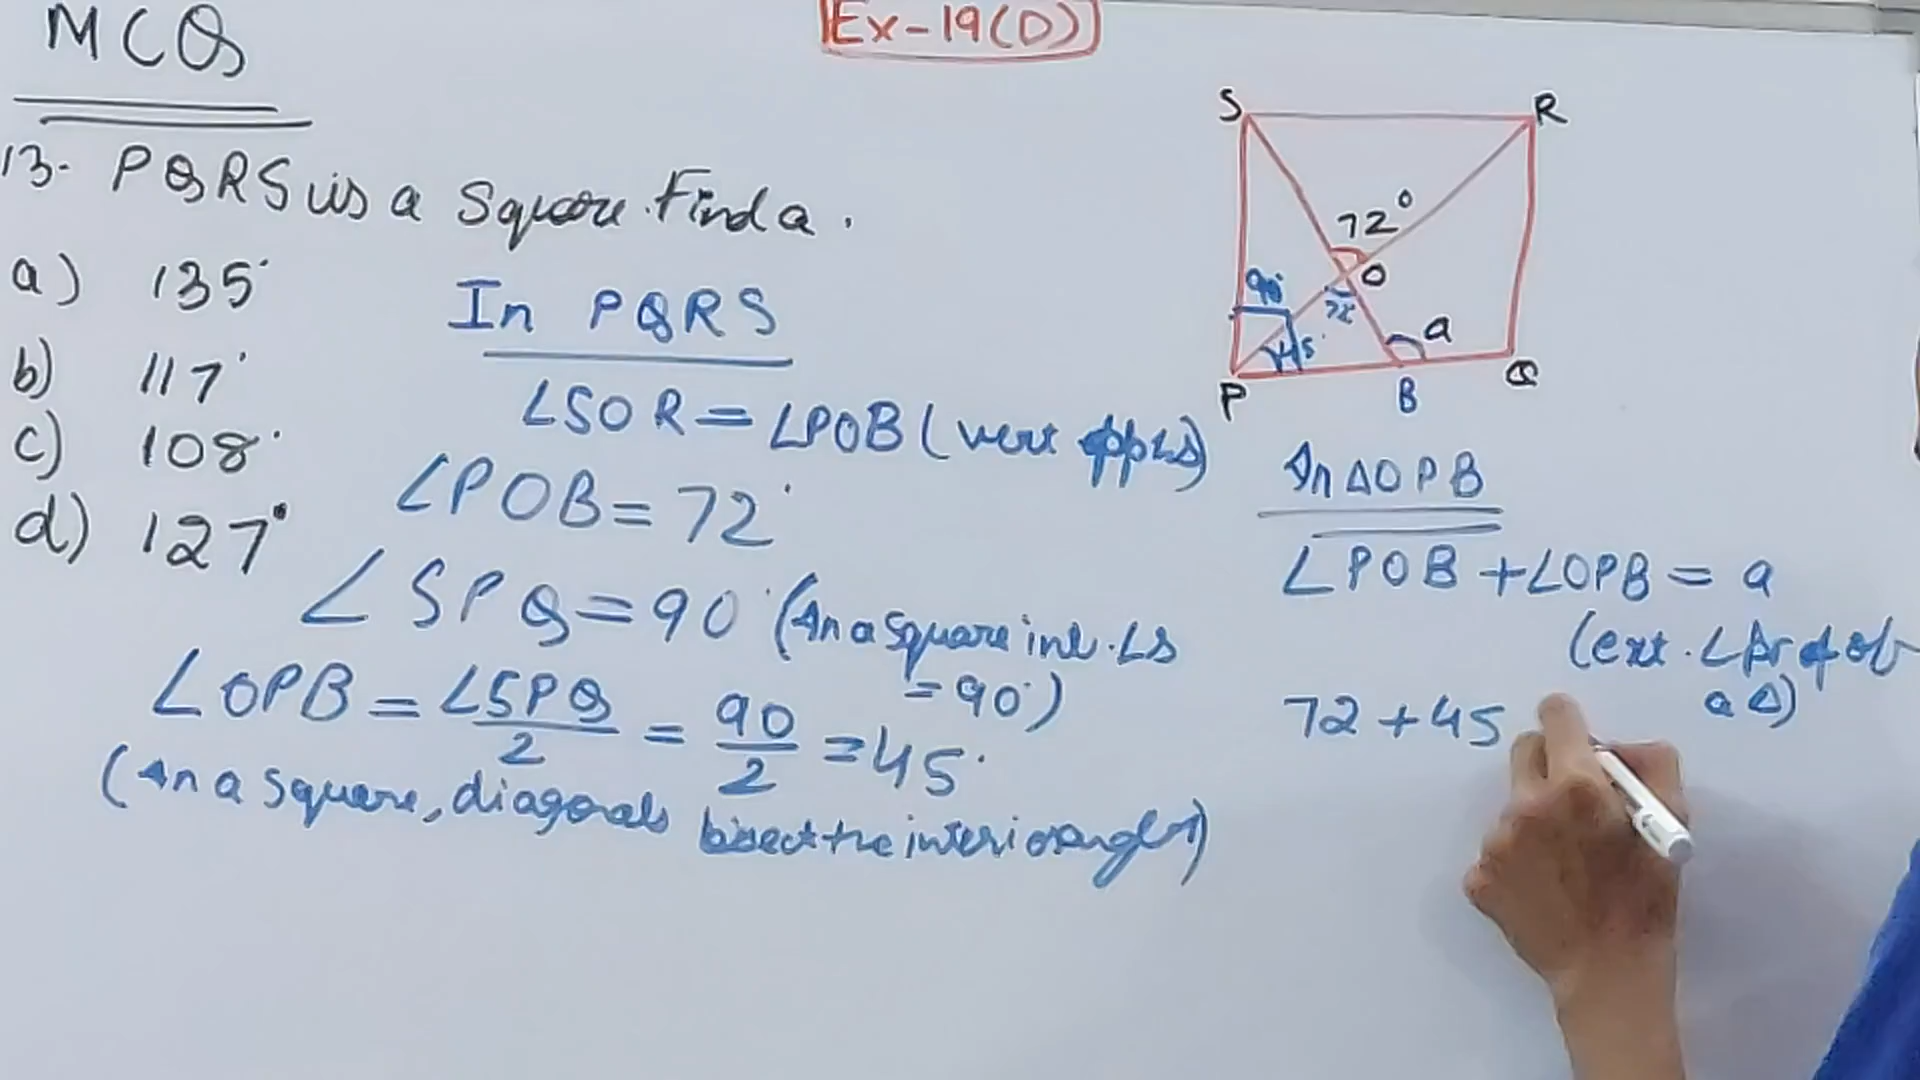 MCQs
Ex-19(D)
13. PQRS is a Square. Find a.
a) 135°
b) 117°
c) 108°
d) 127°
In PQRS
∠SOR = ∠POB (vert opp ∠s)
∠POB = 72°
∠SPQ = 90° (In a square int. ∠s
= 90°)
∠OPB = ∠SPQ/2 = 90/2 = 45°
(In a square, diagonals bisect the interior angles)
S R
72°
O
90°
72°
45°
a
P B Q
In ΔOPB
∠POB + ∠OPB = a
(ext. ∠ Pr of
a Δ)
72 + 45